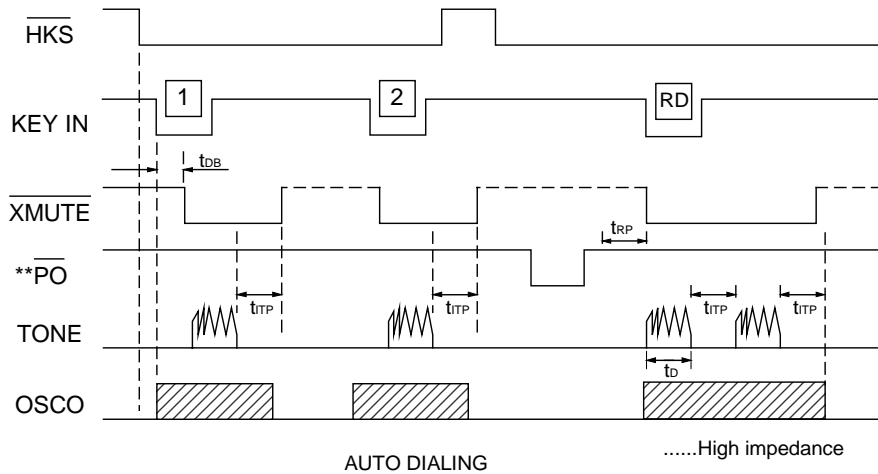 HKS
1 2 RD
KEY IN
tDB
XMUTE
tRP
**PO
tITP tITP tITP tITP
TONE
tD
OSCO
......High impedance
AUTO DIALING